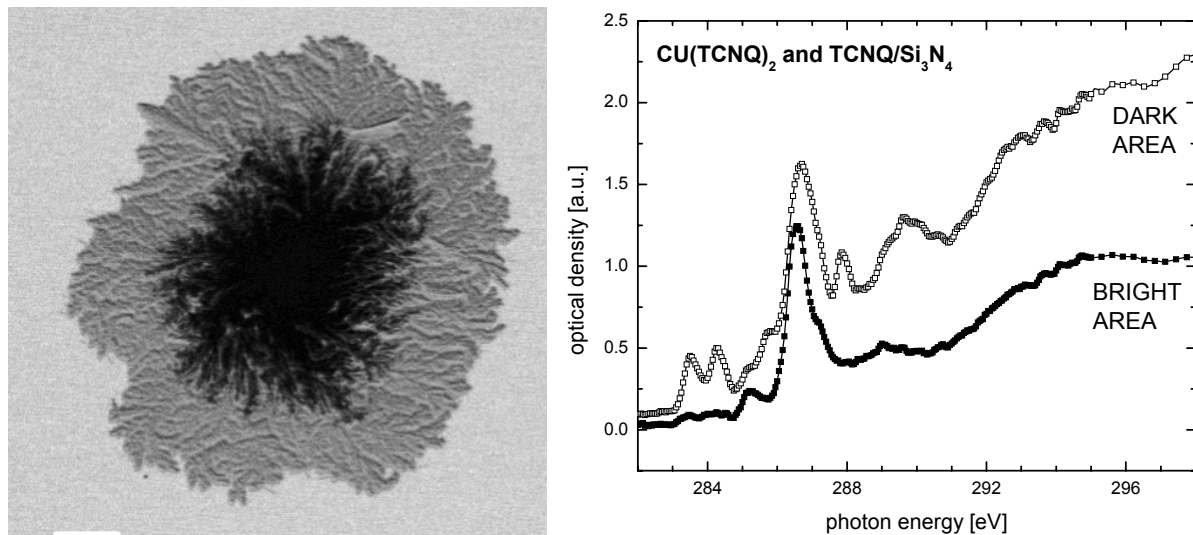 CU(TCNQ)₂ and TCNQ/Si₃N₄
optical density [a.u.]
2.5
2.0
1.5
1.0
0.5
0.0
DARK
AREA
BRIGHT
AREA
284
288
292
296
photon energy [eV]